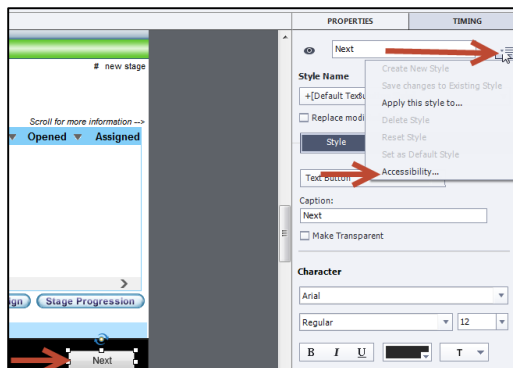 PROPERTIES
TIMING
Next
# new stage
Style Name
Create New Style
Save changes to Existing Style
Apply this style to...
Delete Style
Reset Style
Set as Default Style
Accessibility...
+[Default
Replace modi
Scroll for more information -->
Opened
Assigned
Style
Text Button
Caption:
Next
Make Transparent
Character
Arial
Stage Progression
Regular
12
Next
B I U
T